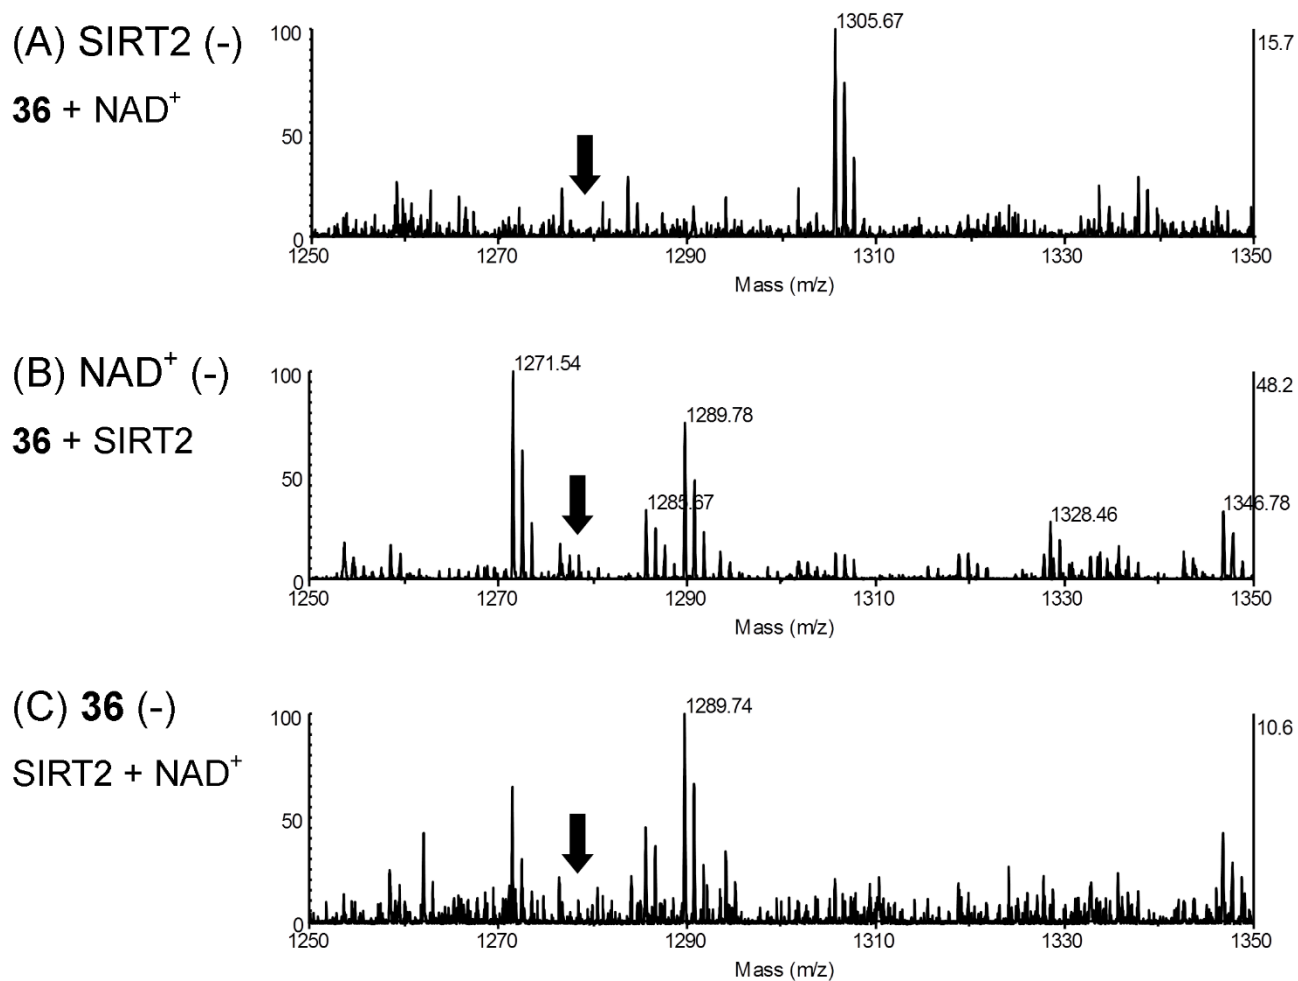 (A) SIRT2 (-)
36 + NAD+
100
50
0
1305.67
15.7
1250 1270 1290 1310 1330 1350
Mass (m/z)
(B) NAD+ (-)
36 + SIRT2
100
50
0
1271.54
1289.78
1285.67
1328.46
1346.78
48.2
1250 1270 1290 1310 1330 1350
Mass (m/z)
(C) 36 (-)
SIRT2 + NAD+
100
50
0
1289.74
10.6
1250 1270 1290 1310 1330 1350
Mass (m/z)